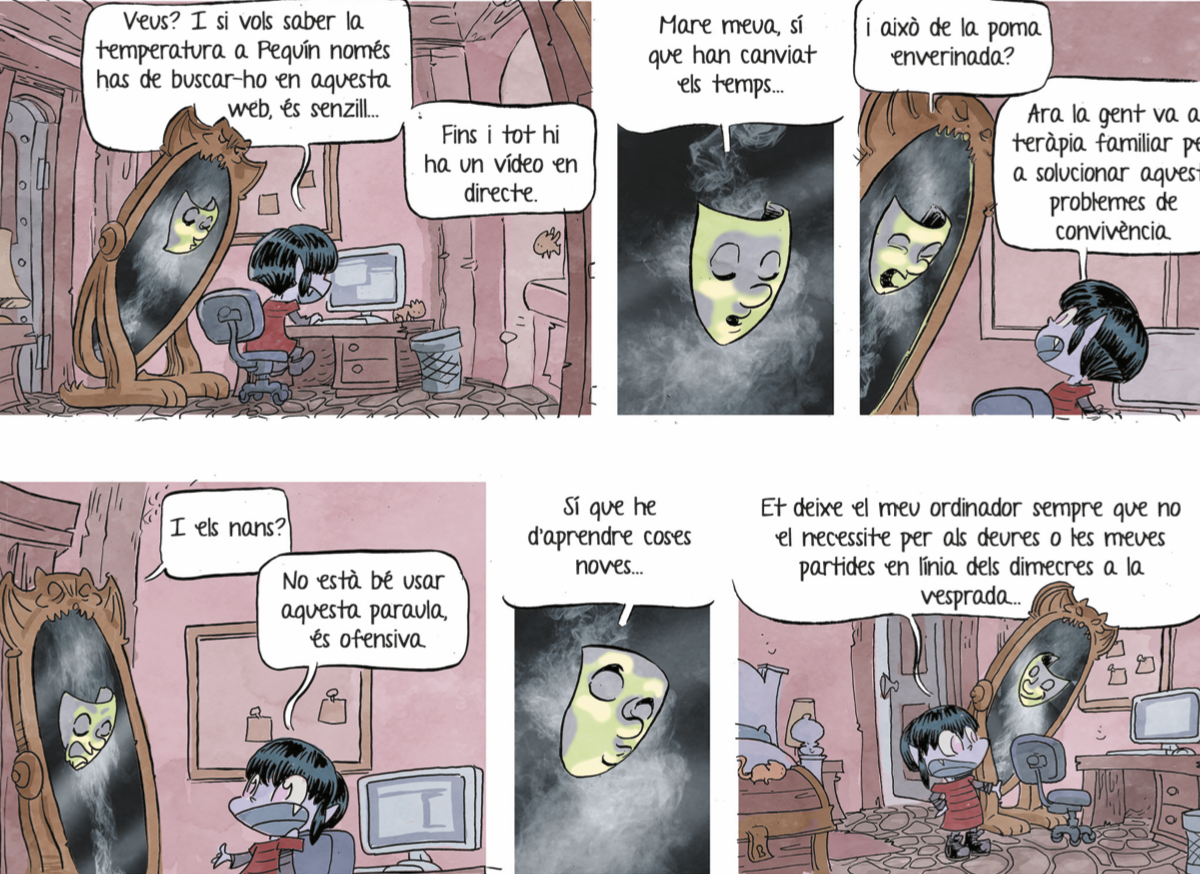 Veus? I si vols saber la
temperatura a Pequín només
has de buscar-ho en aquesta
web, és senzill...
Fins i tot hi
ha un vídeo en
directe.
Mare meva, sí
que han canviat
els temps...
i això de la poma
enverinada?
Ara la gent va a
teràpia familiar pe
a solucionar aquest
problemes de
convivència
I els nans?
No està bé usar
aquesta paraula,
és ofensiva
Sí que he
d'aprendre coses
noves...
Et deixe el meu ordinador sempre que no
el necessite per als deures o les meves
partides en línia dels dimecres a la
vesprada...